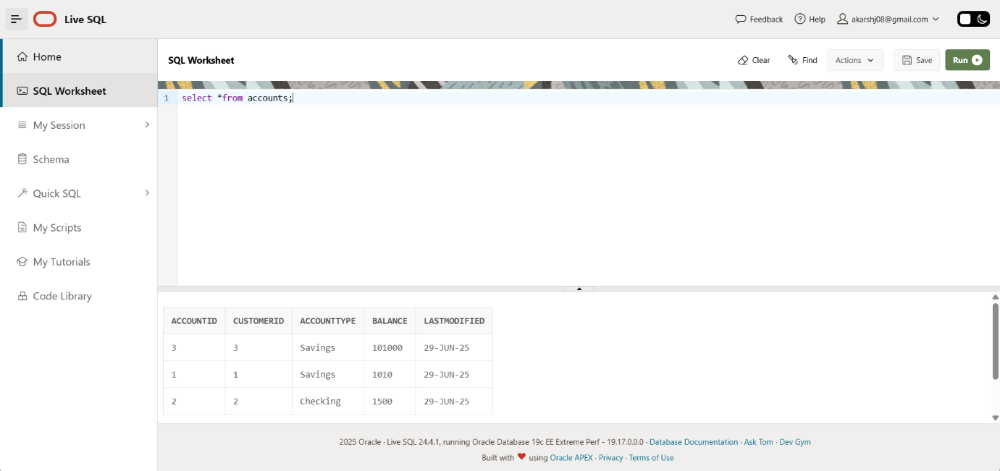 Live SQL
Feedback
Help
akarshj08@gmail.com
Home
SQL Worksheet
My Session
Schema
Quick SQL
My Scripts
My Tutorials
Code Library
SQL Worksheet
Clear
Find
Actions
Save
Run
1 select *from accounts;
ACCOUNTID CUSTOMERID ACCOUNTTYPE BALANCE LASTMODIFIED
3 3 Savings 101000 29-JUN-25
1 1 Savings 1010 29-JUN-25
2 2 Checking 1500 29-JUN-25
2025 Oracle · Live SQL 24.4.1, running Oracle Database 19c EE Extreme Perf - 19.17.0.0.0 · Database Documentation · Ask Tom · Dev Gym
Built with ❤ using Oracle APEX · Privacy · Terms of Use